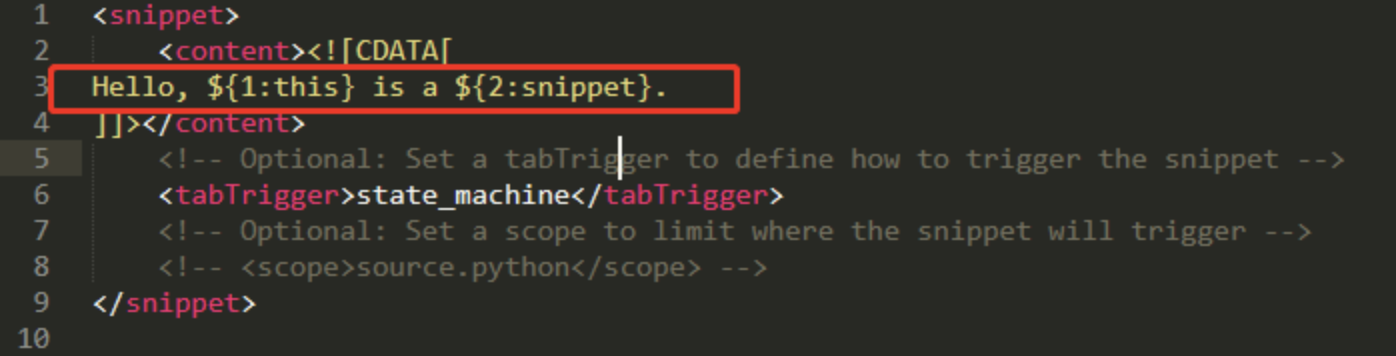 1 <snippet>
2 <content><![CDATA[
3 Hello, ${1:this} is a ${2:snippet}.
4 ]]></content>
5 <!-- Optional: Set a tabTrigger to define how to trigger the snippet -->
6 <tabTrigger>state_machine</tabTrigger>
7 <!-- Optional: Set a scope to limit where the snippet will trigger -->
8 <!-- <scope>source.python</scope> -->
9 </snippet>
10